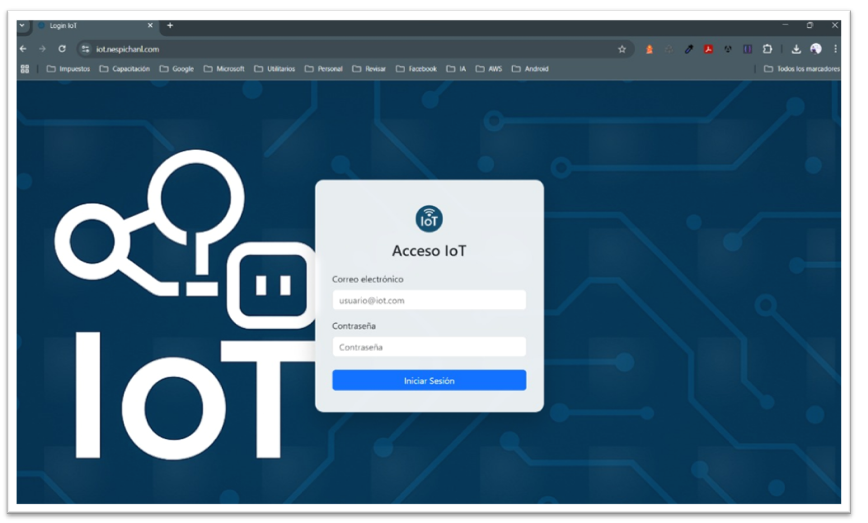 Login IoT
iot.nespichanl.com
Impuestos Capacitación Google Microsoft Utilitarios Personal Revisar Facebook IA AWS Android Todos los marcadores
IoT
IoT
Acceso IoT
Correo electrónico
usuario@iot.com
Contraseña
Contraseña
Iniciar Sesión